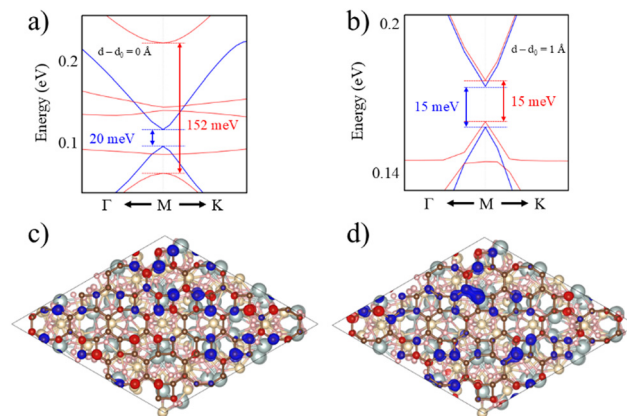 a)
b)
d – d₀ = 0 Å
0.2
Energy (eV)
152 meV
20 meV
0.1
Γ M K
0.2
d – d₀ = 1 Å
Energy (eV)
15 meV
15 meV
0.14
Γ M K
c)
d)